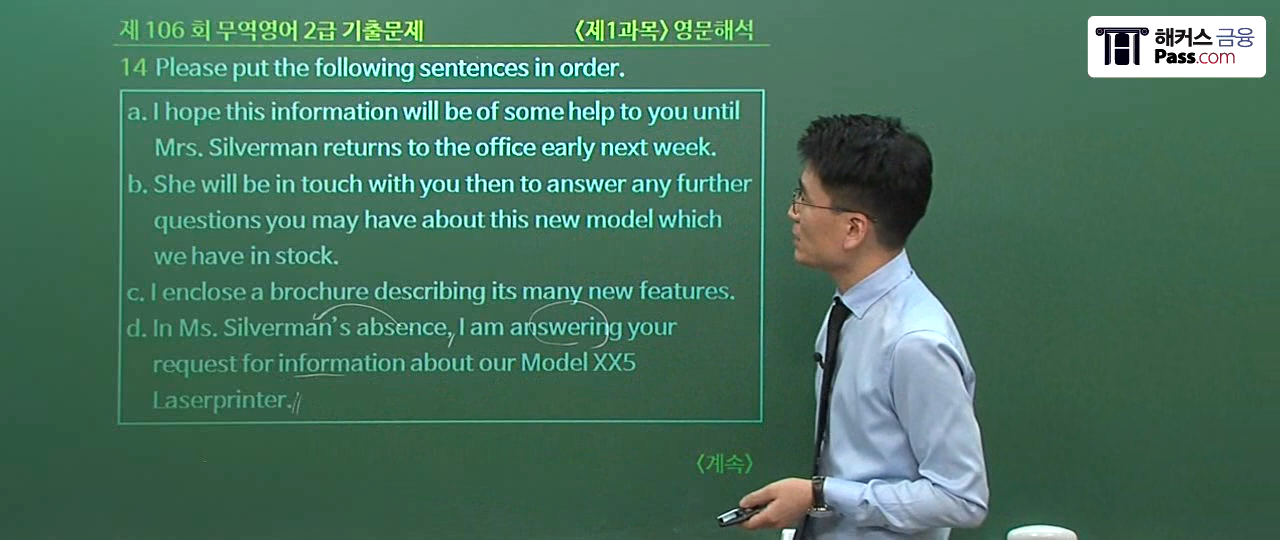 제 106 회 무역영어 2급 기출문제 〈제1과목〉 영문해석
해커스 금융
Pass.com
14 Please put the following sentences in order.
a. I hope this information will be of some help to you until
Mrs. Silverman returns to the office early next week.
b. She will be in touch with you then to answer any further
questions you may have about this new model which
we have in stock.
c. I enclose a brochure describing its many new features.
d. In Ms. Silverman's absence, I am answering your
request for information about our Model XX5
Laserprinter.
〈계속〉